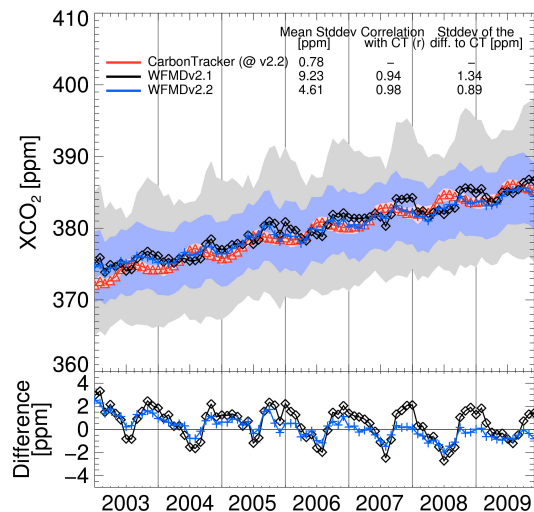 Mean Stddev Correlation Stddev of the
[ppm] with CT (r) diff. to CT [ppm]
CarbonTracker (@ v2.2) 0.78 – –
WFMDv2.1 9.23 0.94 1.34
WFMDv2.2 4.61 0.98 0.89
410
400
390
380
370
360
XCO₂ [ppm]
4
2
0
−2
−4
Difference
[ppm]
2003 2004 2005 2006 2007 2008 2009